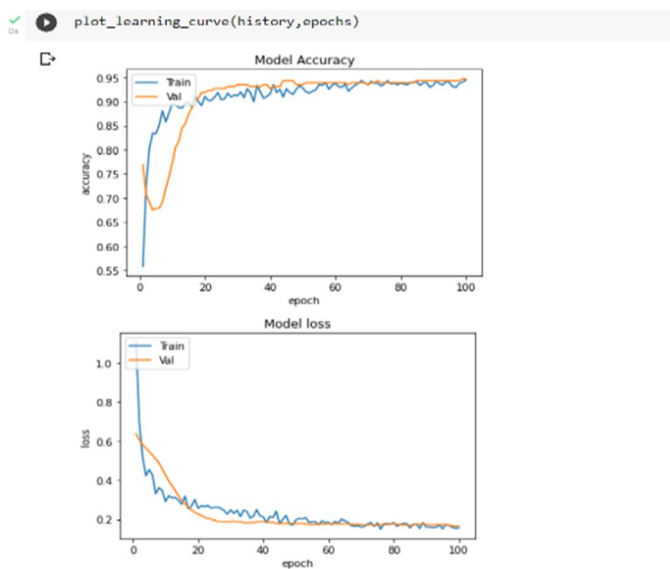 plot_learning_curve(history,epochs)
0s
Model Accuracy
Train
Val
0.95
0.90
0.85
0.80
0.75
0.70
0.65
0.60
0.55
accuracy
0 20 40 60 80 100
epoch
Model loss
Train
Val
1.0
0.8
0.6
0.4
0.2
loss
0 20 40 60 80 100
epoch